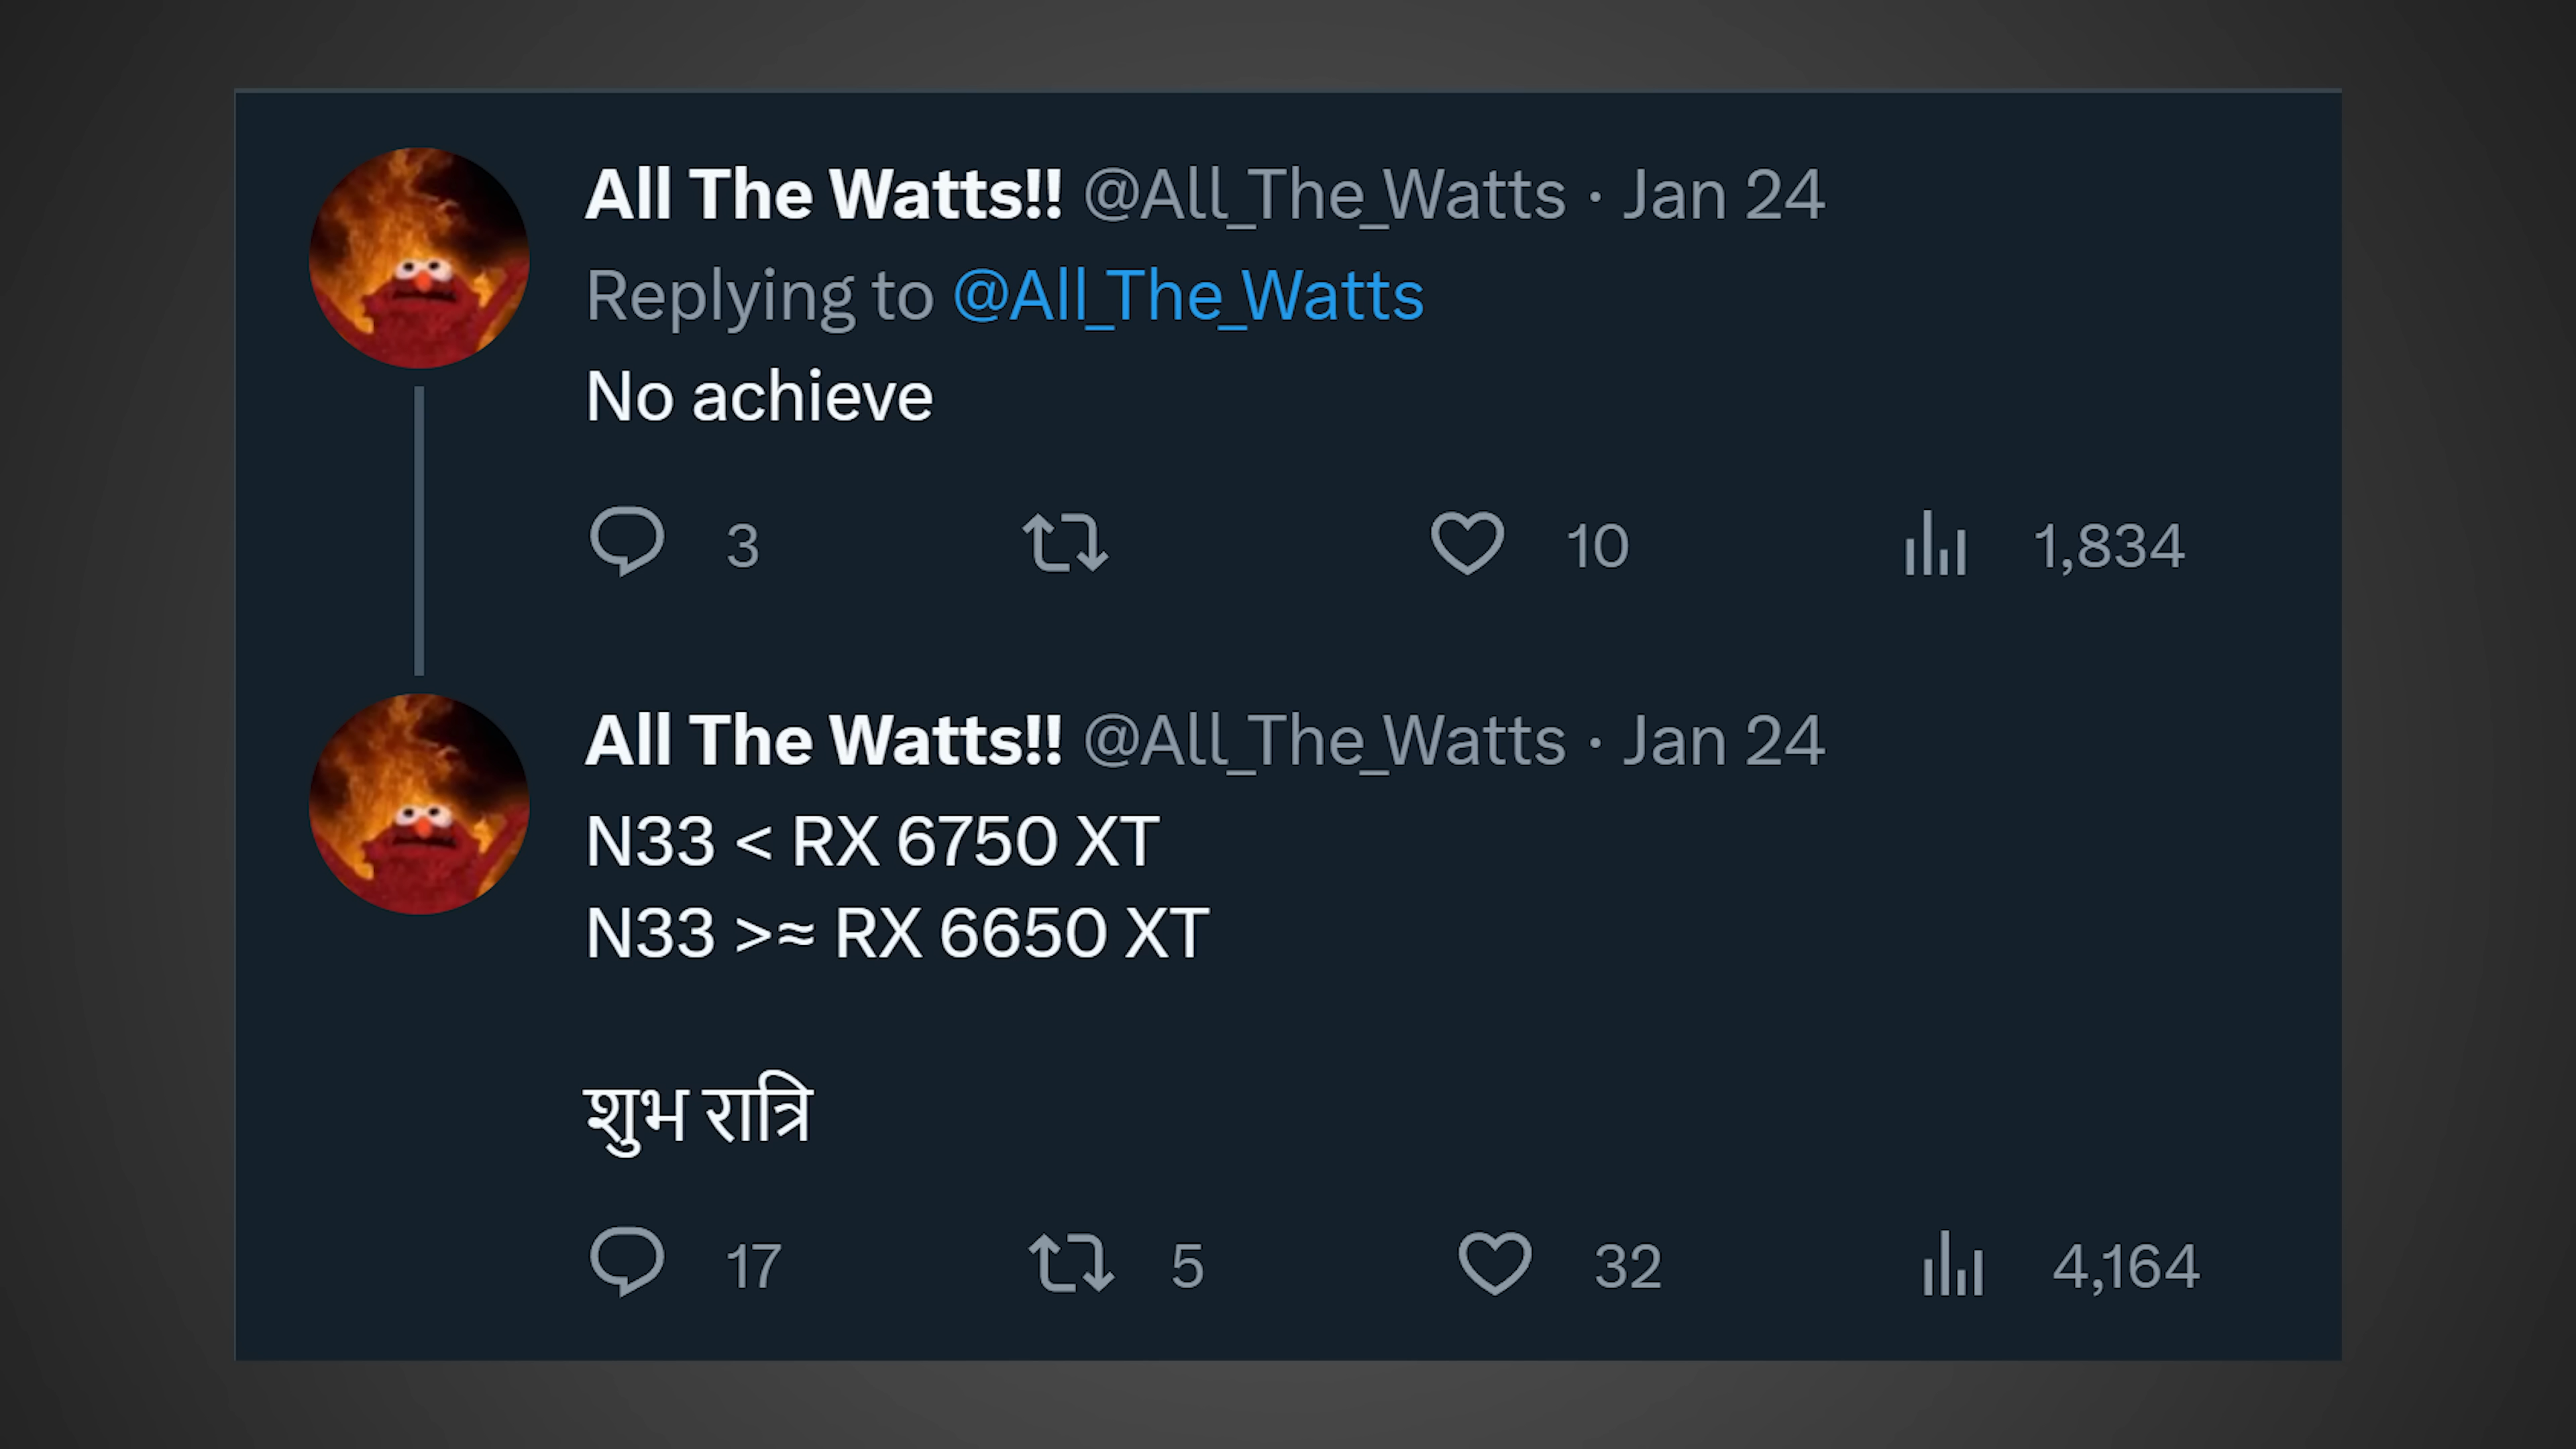 All The Watts!! @All_The_Watts · Jan 24
Replying to @All_The_Watts
No achieve
3 10 1,834
All The Watts!! @All_The_Watts · Jan 24
N33 < RX 6750 XT
N33 >≈ RX 6650 XT
शुभ रात्रि
17 5 32 4,164